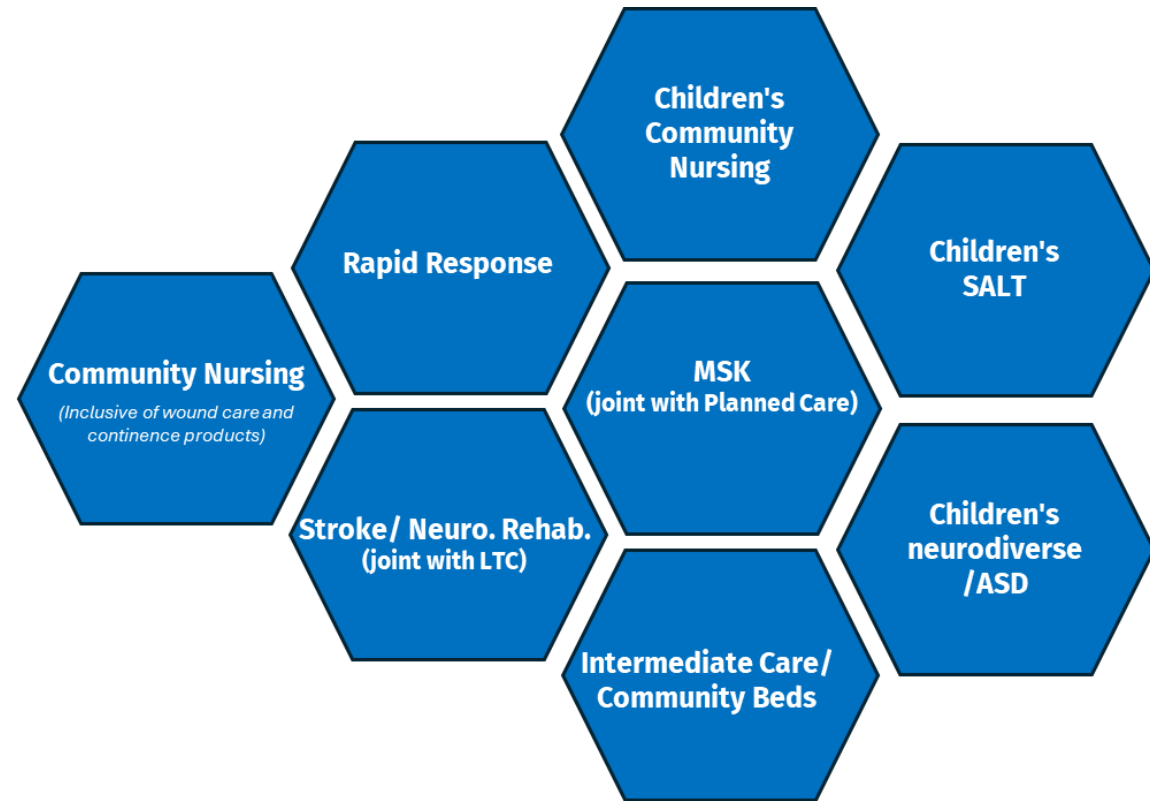 Children's
Community
Nursing
Rapid Response
Children's
SALT
Community Nursing
(Inclusive of wound care and
continence products)
MSK
(joint with Planned Care)
Stroke/ Neuro. Rehab.
(joint with LTC)
Children's
neurodiverse
/ASD
Intermediate Care/
Community Beds